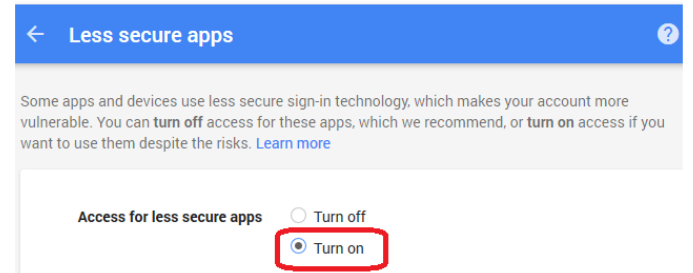 Less secure apps
Some apps and devices use less secure sign-in technology, which makes your account more
vulnerable. You can turn off access for these apps, which we recommend, or turn on access if you
want to use them despite the risks. Learn more
Access for less secure apps
Turn off
Turn on